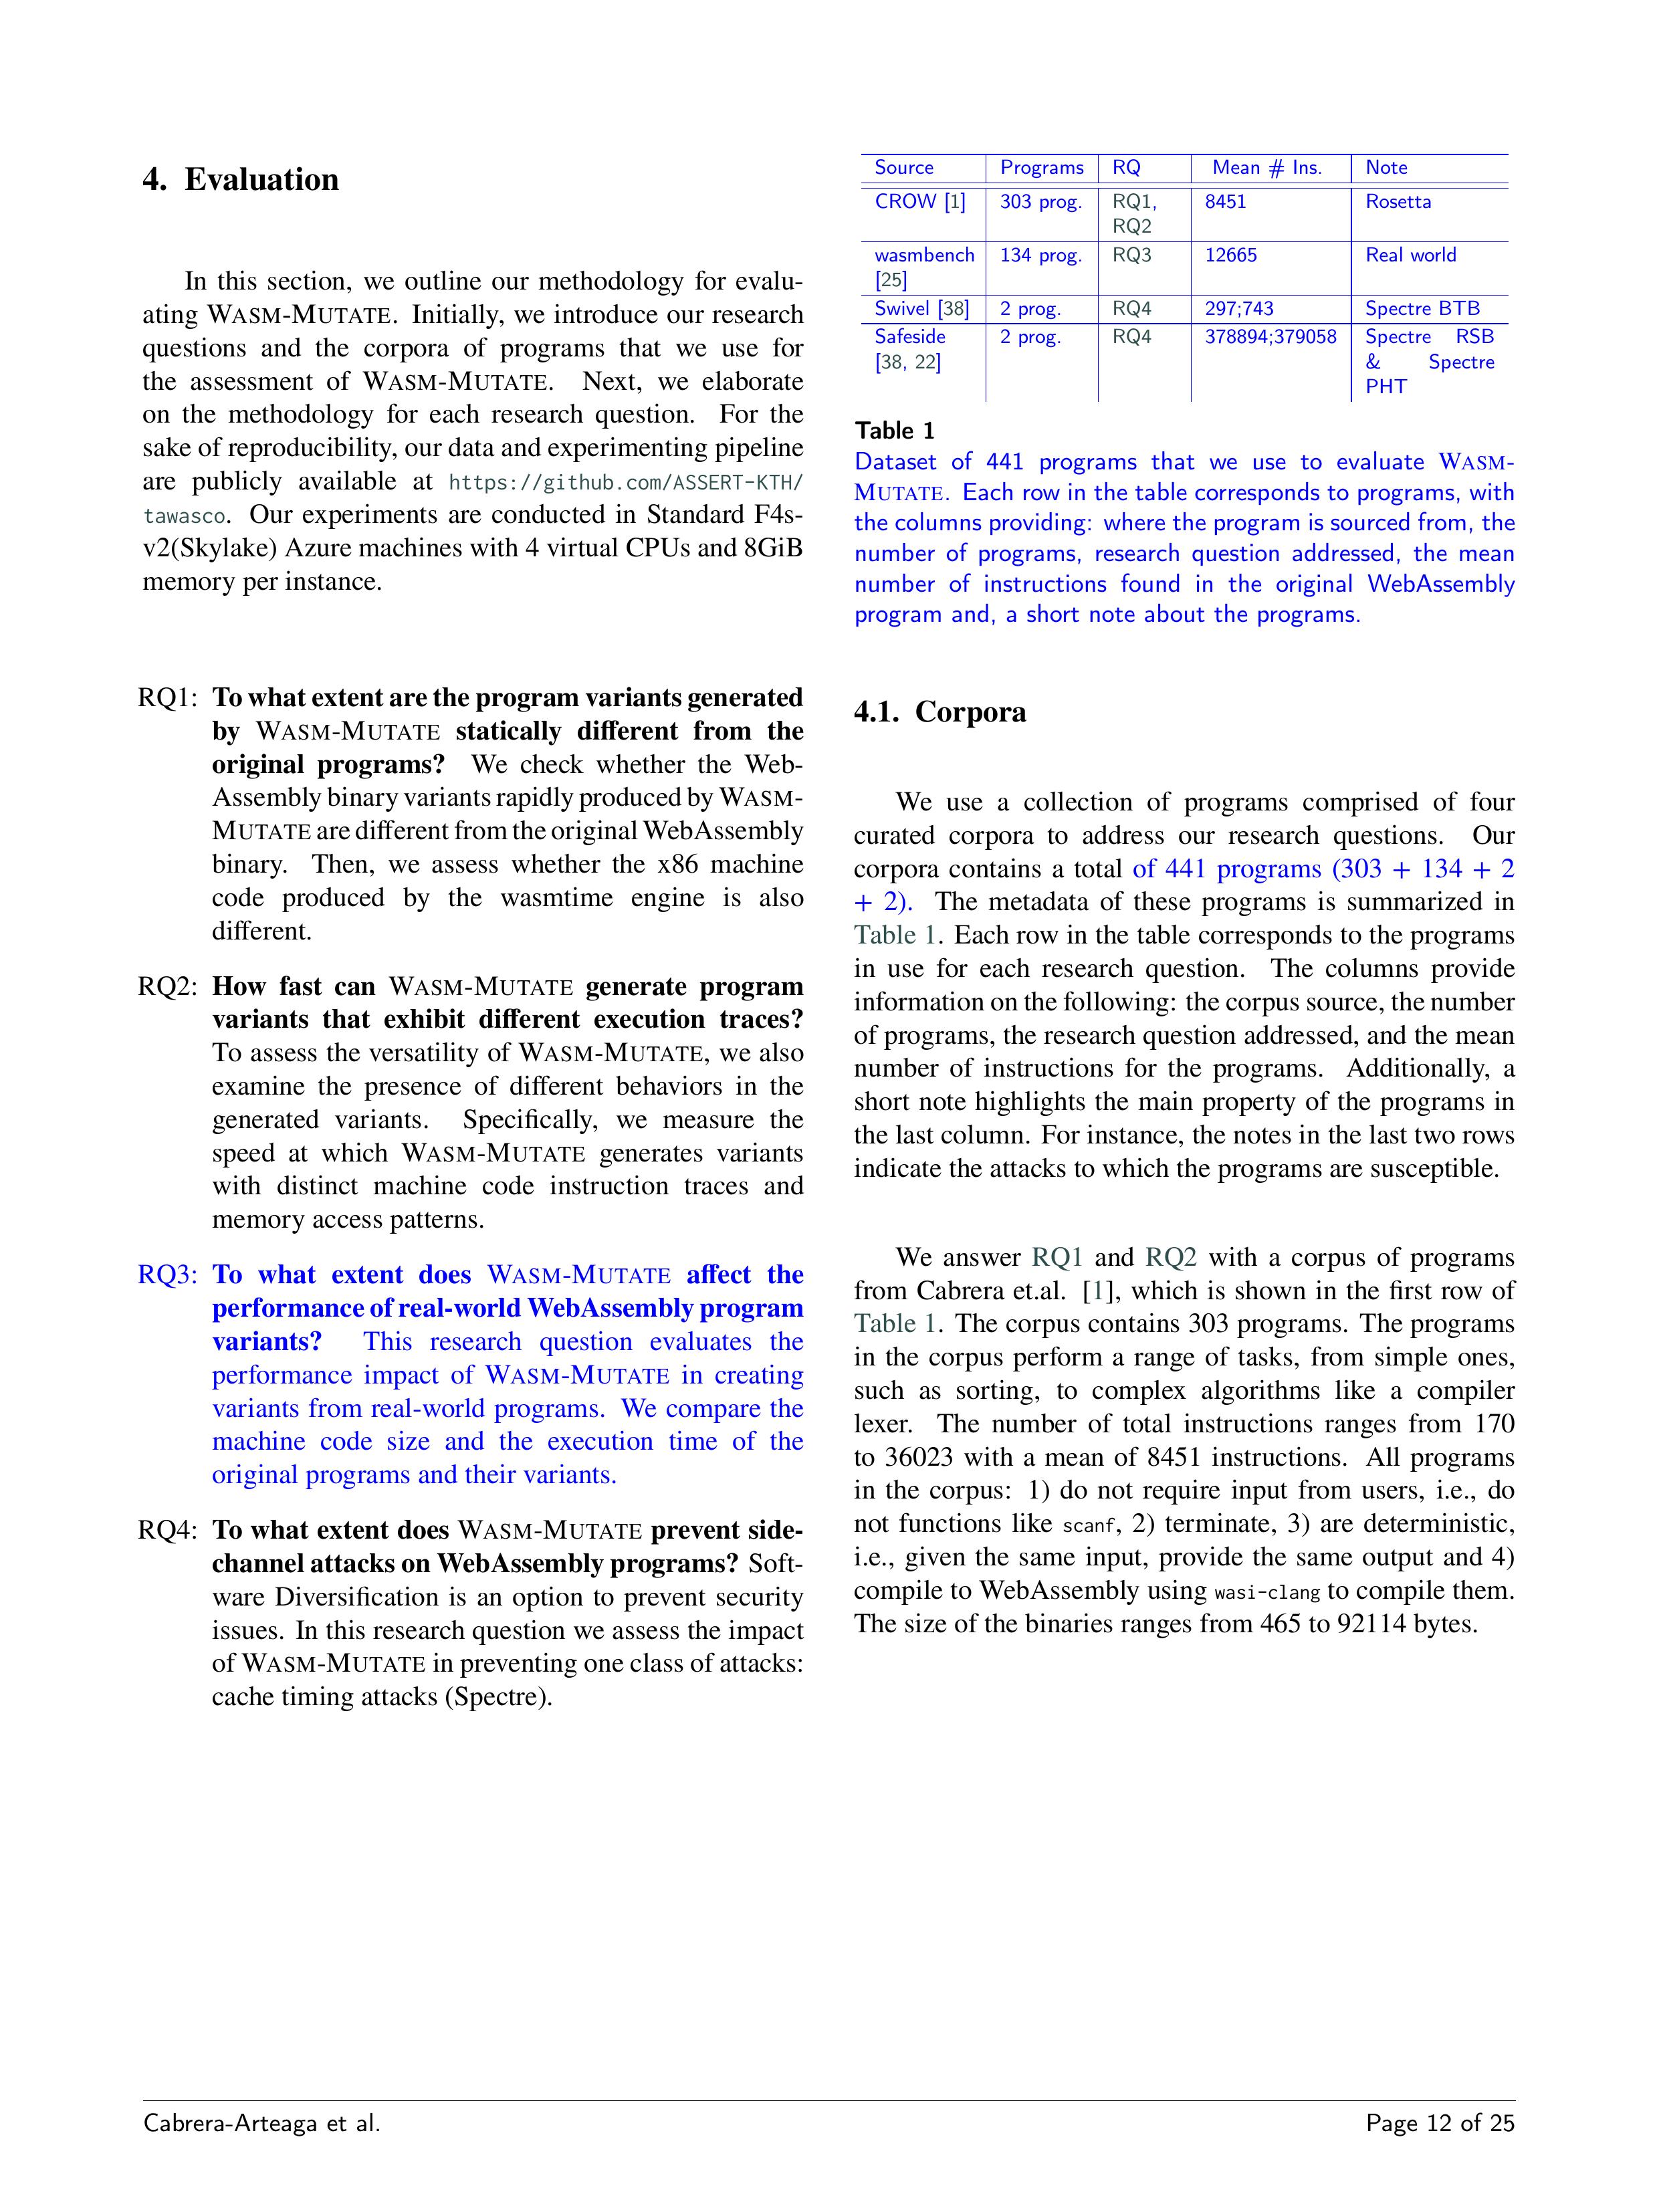 4. Evaluation
In this section, we outline our methodology for evalu-
ating WASM-MUTATE. Initially, we introduce our research
questions and the corpora of programs that we use for
the assessment of WASM-MUTATE. Next, we elaborate
on the methodology for each research question. For the
sake of reproducibility, our data and experimenting pipeline
are publicly available at https://github.com/ASSERT-KTH/
tawasco. Our experiments are conducted in Standard F4s-
v2(Skylake) Azure machines with 4 virtual CPUs and 8GiB
memory per instance.
RQ1: To what extent are the program variants generated
by WASM-MUTATE statically different from the
original programs? We check whether the Web-
Assembly binary variants rapidly produced by WASM-
MUTATE are different from the original WebAssembly
binary. Then, we assess whether the x86 machine
code produced by the wasmtime engine is also
different.
RQ2: How fast can WASM-MUTATE generate program
variants that exhibit different execution traces?
To assess the versatility of WASM-MUTATE, we also
examine the presence of different behaviors in the
generated variants. Specifically, we measure the
speed at which WASM-MUTATE generates variants
with distinct machine code instruction traces and
memory access patterns.
RQ3: To what extent does WASM-MUTATE affect the
performance of real-world WebAssembly program
variants? This research question evaluates the
performance impact of WASM-MUTATE in creating
variants from real-world programs. We compare the
machine code size and the execution time of the
original programs and their variants.
RQ4: To what extent does WASM-MUTATE prevent side-
channel attacks on WebAssembly programs? Soft-
ware Diversification is an option to prevent security
issues. In this research question we assess the impact
of WASM-MUTATE in preventing one class of attacks:
cache timing attacks (Spectre).
Source Programs RQ Mean # Ins. Note
CROW [1] 303 prog. RQ1, 8451 Rosetta
RQ2
wasmbench 134 prog. RQ3 12665 Real world
[25]
Swivel [38] 2 prog. RQ4 297;743 Spectre BTB
Safeside 2 prog. RQ4 378894;379058 Spectre RSB
[38, 22] & Spectre
PHT
Table 1
Dataset of 441 programs that we use to evaluate WASM-
MUTATE. Each row in the table corresponds to programs, with
the columns providing: where the program is sourced from, the
number of programs, research question addressed, the mean
number of instructions found in the original WebAssembly
program and, a short note about the programs.
4.1. Corpora
We use a collection of programs comprised of four
curated corpora to address our research questions. Our
corpora contains a total of 441 programs (303 + 134 + 2
+ 2). The metadata of these programs is summarized in
Table 1. Each row in the table corresponds to the programs
in use for each research question. The columns provide
information on the following: the corpus source, the number
of programs, the research question addressed, and the mean
number of instructions for the programs. Additionally, a
short note highlights the main property of the programs in
the last column. For instance, the notes in the last two rows
indicate the attacks to which the programs are susceptible.
We answer RQ1 and RQ2 with a corpus of programs
from Cabrera et.al. [1], which is shown in the first row of
Table 1. The corpus contains 303 programs. The programs
in the corpus perform a range of tasks, from simple ones,
such as sorting, to complex algorithms like a compiler
lexer. The number of total instructions ranges from 170
to 36023 with a mean of 8451 instructions. All programs
in the corpus: 1) do not require input from users, i.e., do
not functions like scanf, 2) terminate, 3) are deterministic,
i.e., given the same input, provide the same output and 4)
compile to WebAssembly using wasi-clang to compile them.
The size of the binaries ranges from 465 to 92114 bytes.
Cabrera-Arteaga et al. Page 12 of 25